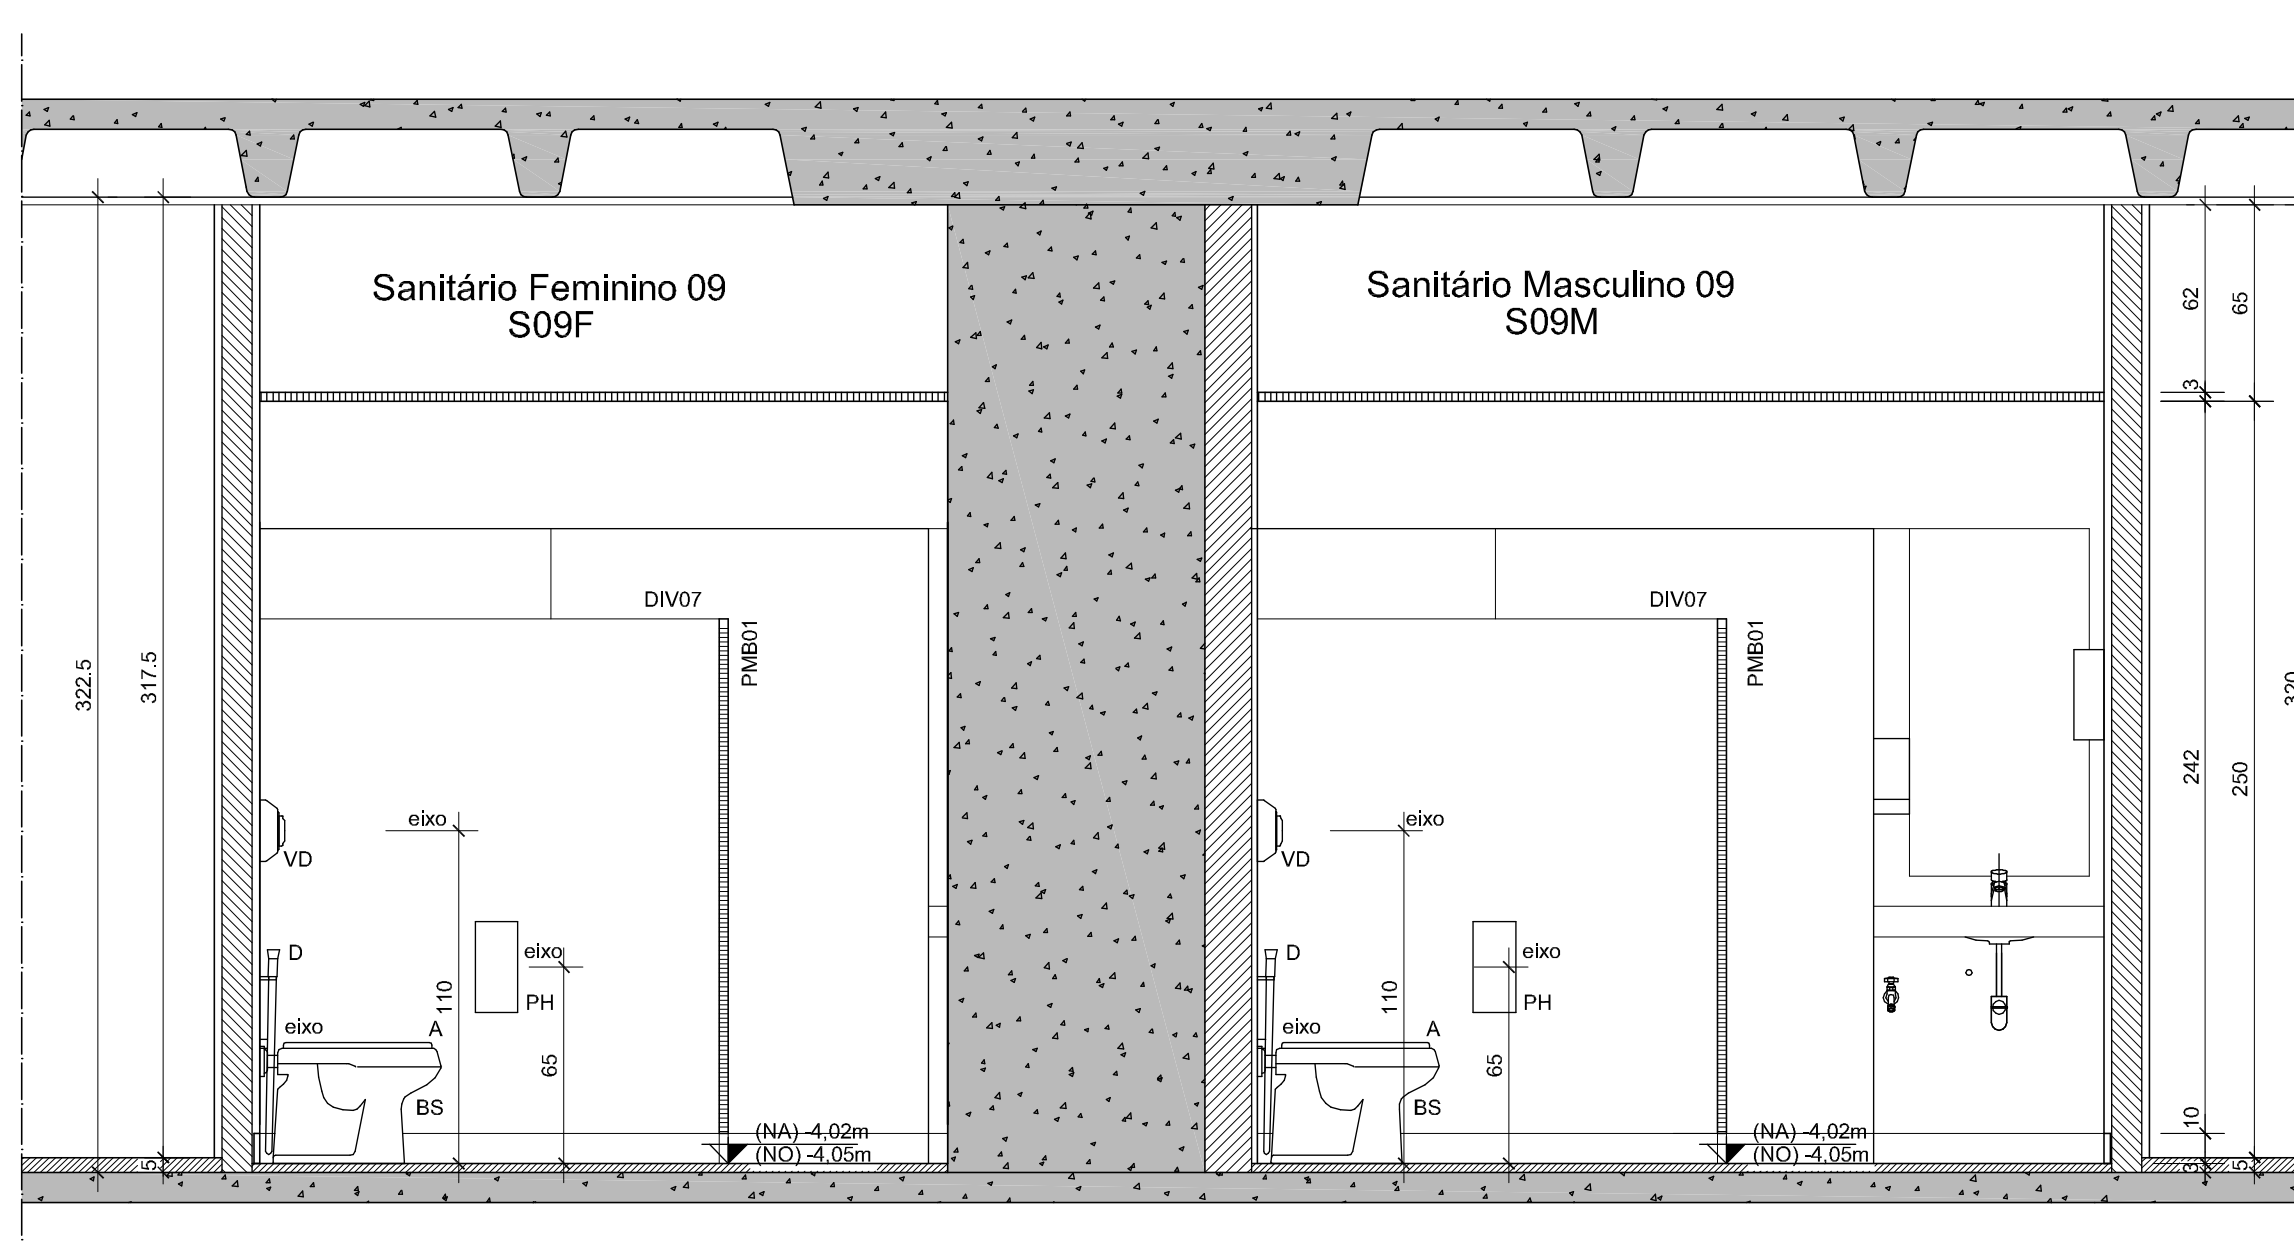 Sanitário Feminino 09
S09F
Sanitário Masculino 09
S09M
62
65
3
DIV07
PMB01
DIV07
PMB01
322.5
317.5
320
242
250
eixo
VD
eixo
VD
D
eixo
PH
110
eixo
A
65
BS
D
eixo
PH
110
eixo
A
65
BS
10
(NA) -4,02m
(NO) -4,05m
(NA) -4,02m
(NO) -4,05m
5
3
5